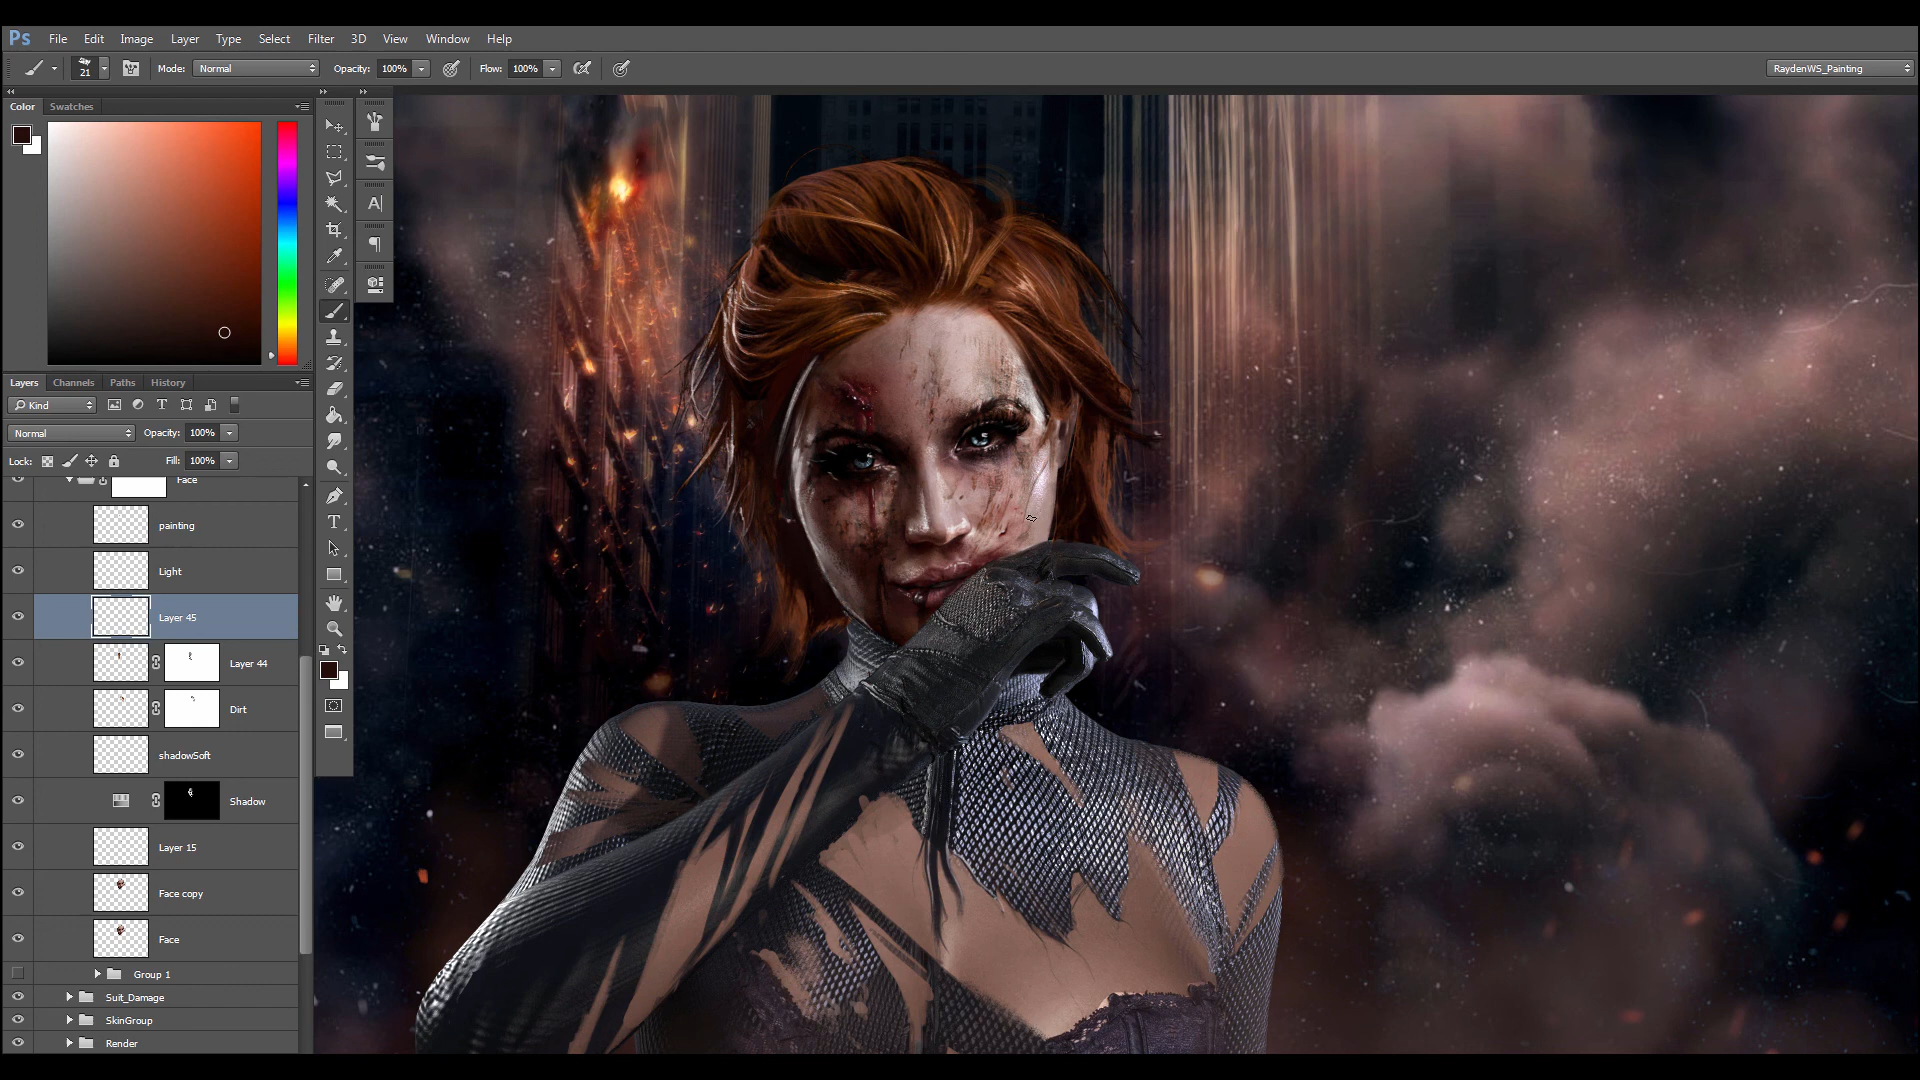 Ps File Edit Image Layer Type Select Filter 3D View Window Help
21 Mode: Normal Opacity: 100% Flow: 100% RaydenWS_Painting
Color Swatches
Layers Channels Paths History
Kind T
Normal Opacity: 100%
Lock: Fill: 100%
Face
painting
Light
Layer 45
Layer 44
Dirt
shadowSoft
Shadow
Layer 15
Face copy
Face
Group 1
Suit_Damage
SkinGroup
Render